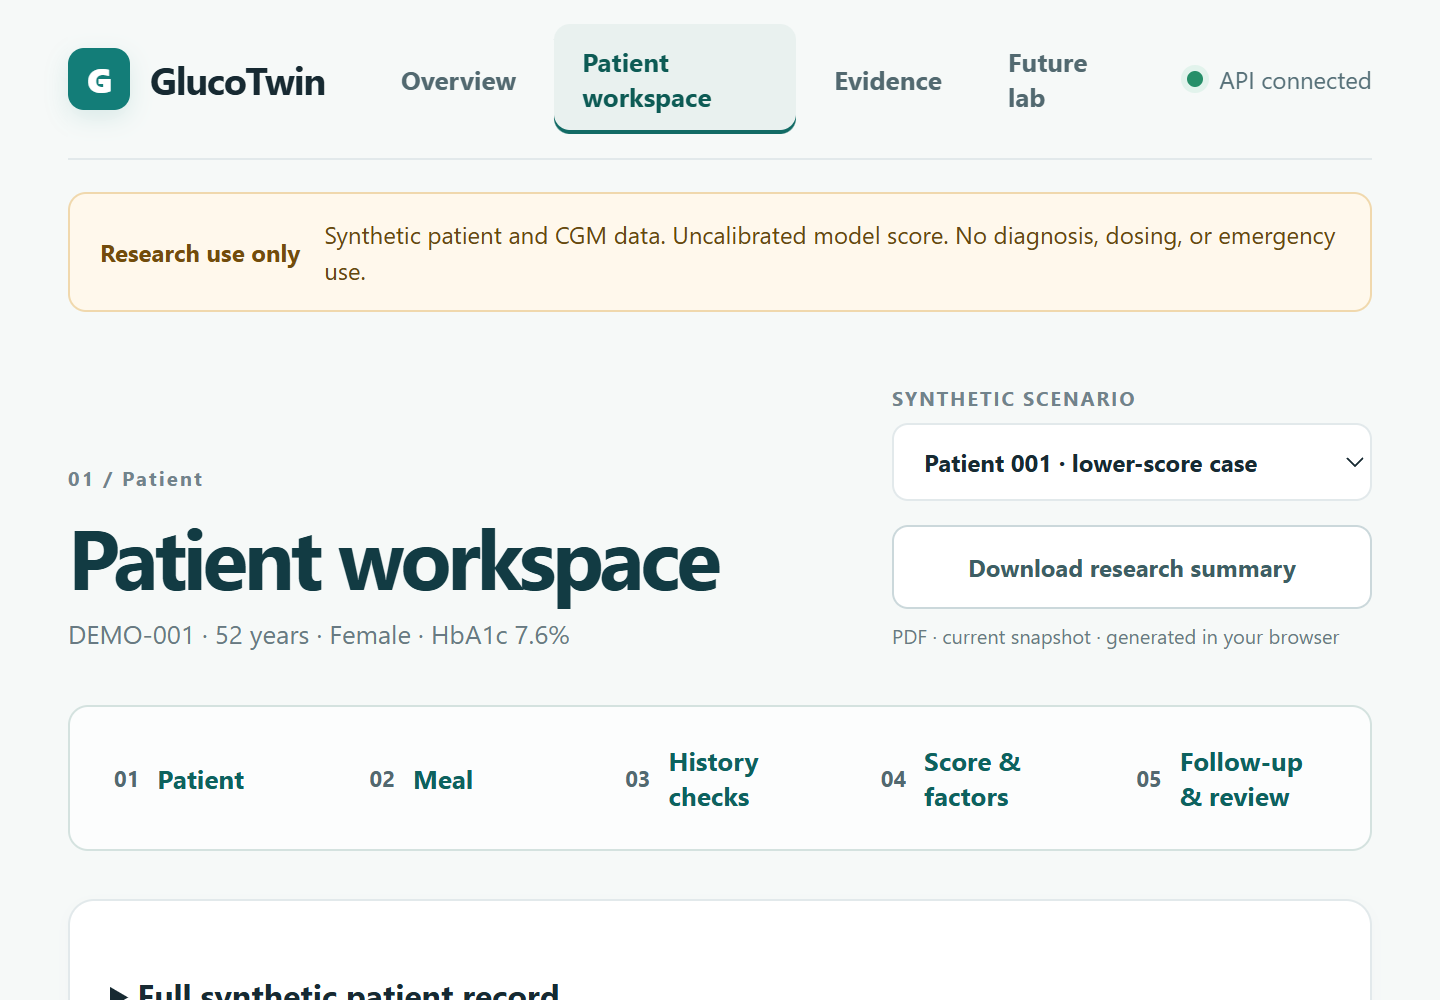 G GlucoTwin
Overview
Patient
workspace
Evidence
Future
lab
API connected
Research use only
Synthetic patient and CGM data. Uncalibrated model score. No diagnosis, dosing, or emergency
use.
SYNTHETIC SCENARIO
Patient 001 · lower-score case
Download research summary
PDF · current snapshot · generated in your browser
01 / Patient
Patient workspace
DEMO-001 · 52 years · Female · HbA1c 7.6%
01 Patient
02 Meal
03 History
checks
04 Score &
factors
05 Follow-up
& review
Full synthetic patient record